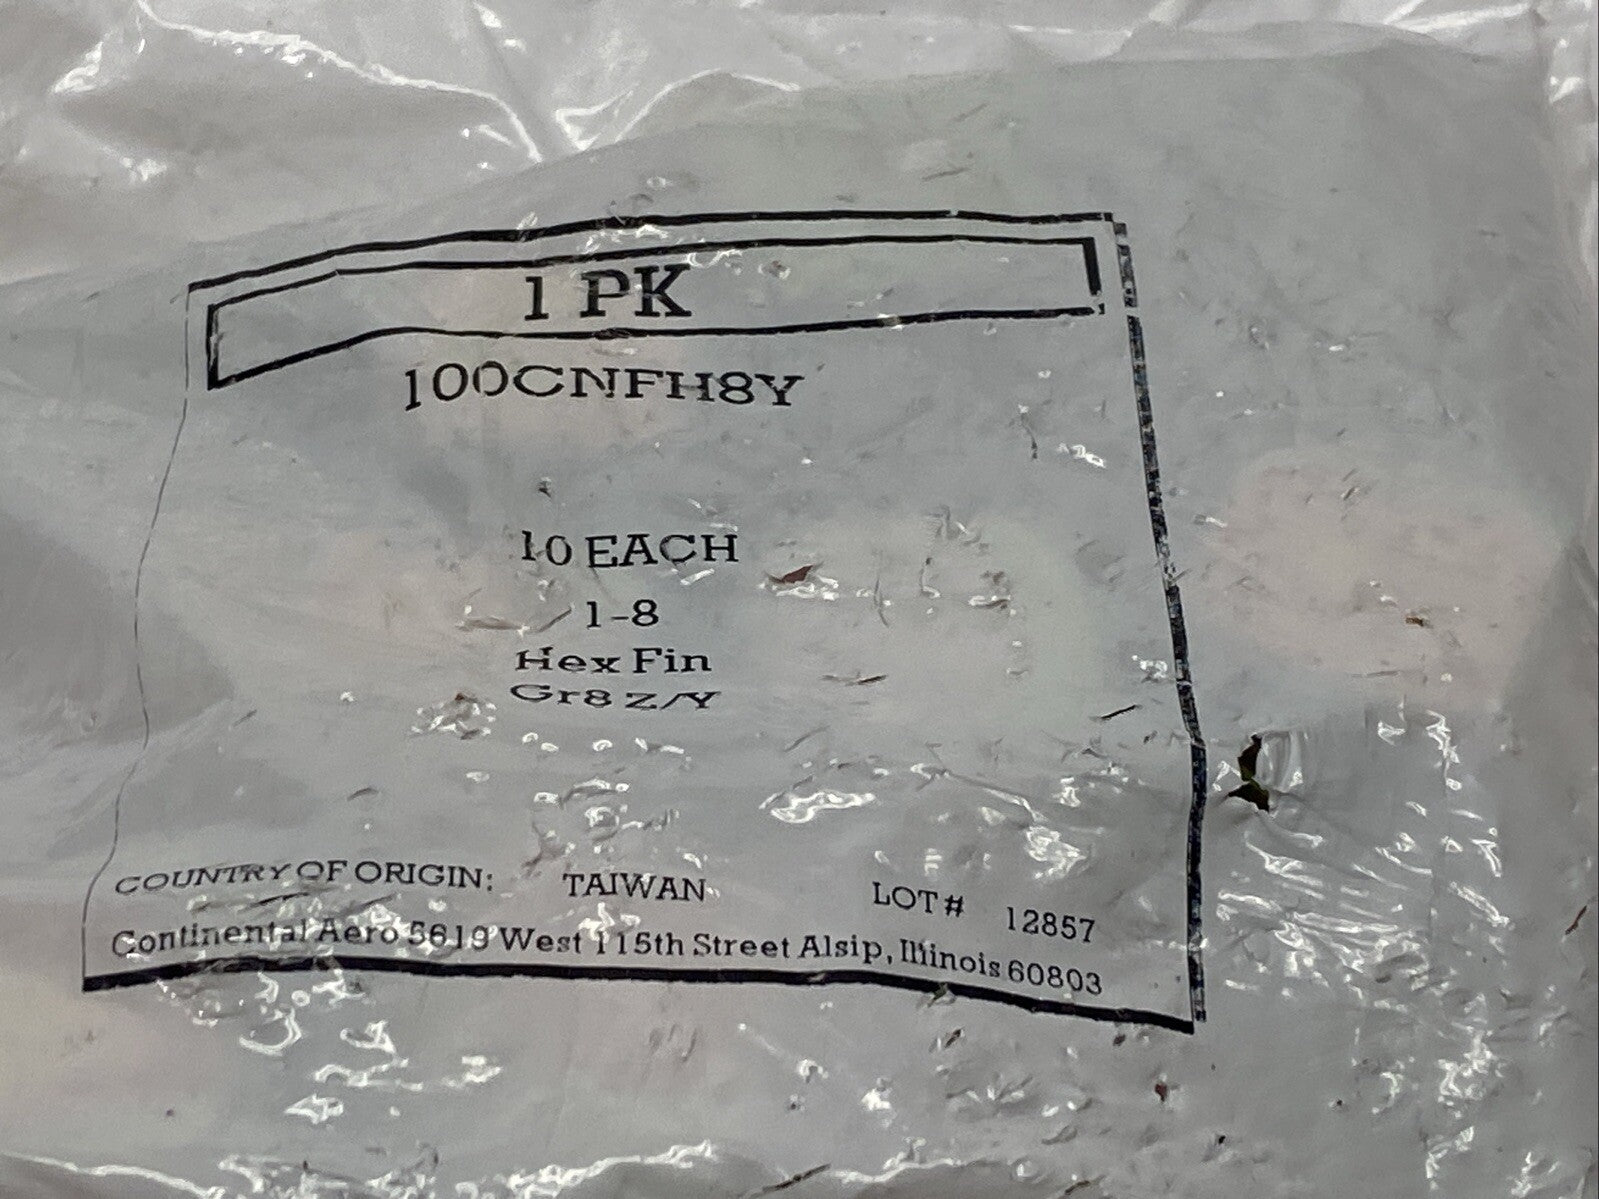 1 PK
100CNFH8Y
10 EACH
1-8
Hex Fin
Gr8 Z/Y
COUNTRY OF ORIGIN: TAIWAN LOT# 12857
Continental Aero 5619 West 115th Street Alsip, Illinois 60803